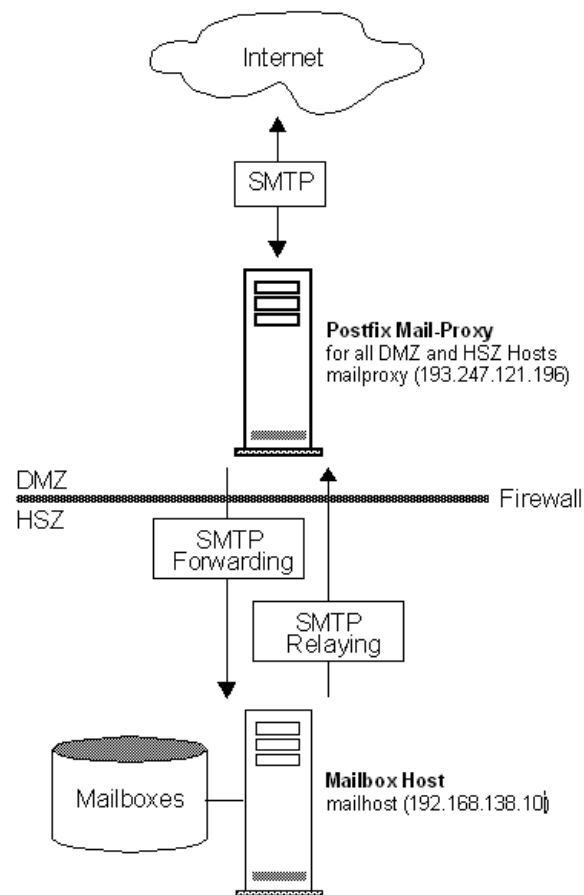 Internet
SMTP
Postfix Mail-Proxy
for all DMZ and HSZ Hosts
mailproxy (193.247.121.196)
DMZ
Firewall
HSZ
SMTP
Forwarding
SMTP
Relaying
Mailboxes
Mailbox Host
mailhost (192.168.138.10)